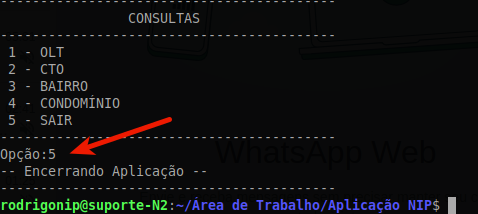 ----------------------------------------
CONSULTAS
----------------------------------------
1 - OLT
2 - CTO
3 - BAIRRO
4 - CONDOMÍNIO
5 - SAIR
----------------------------------------
Opção:5
-- Encerrando Aplicação --
----------------------------------------
WhatsApp Web
rodrigonip@suporte-N2:~/Área de Trabalho/Aplicação NIP$